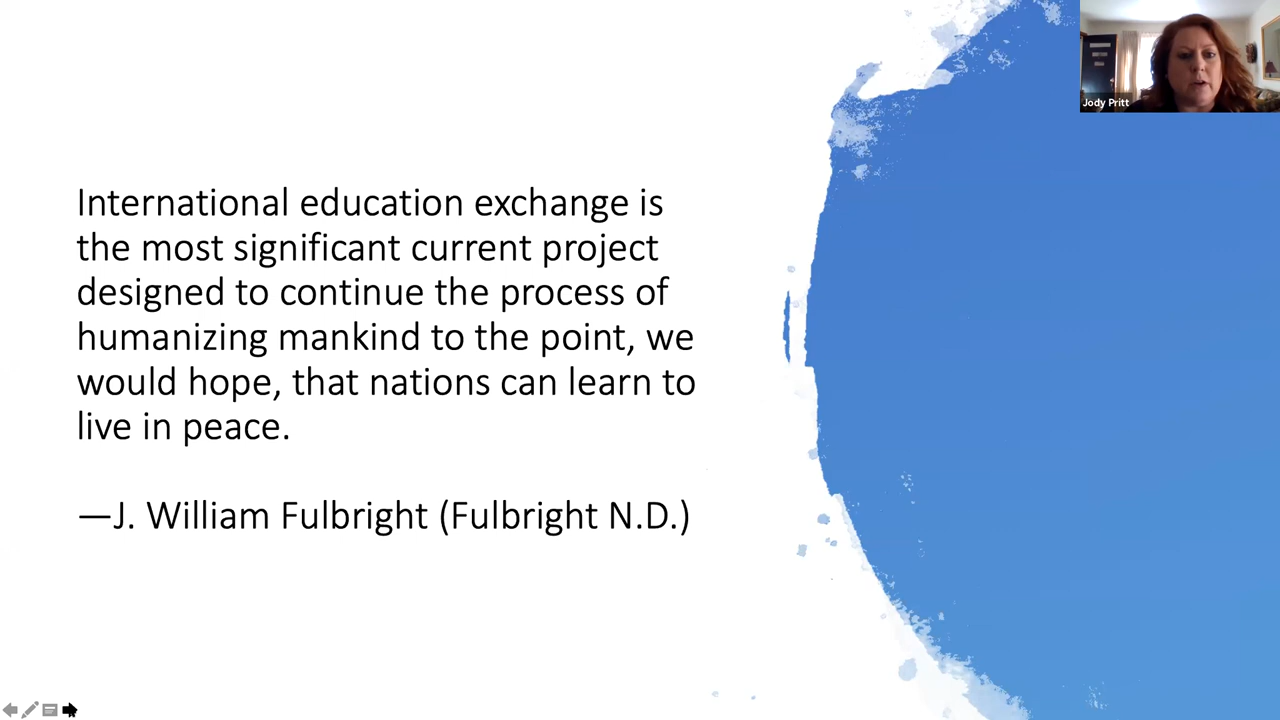 Jody Pritt
International education exchange is
the most significant current project
designed to continue the process of
humanizing mankind to the point, we
would hope, that nations can learn to
live in peace.
—J. William Fulbright (Fulbright N.D.)